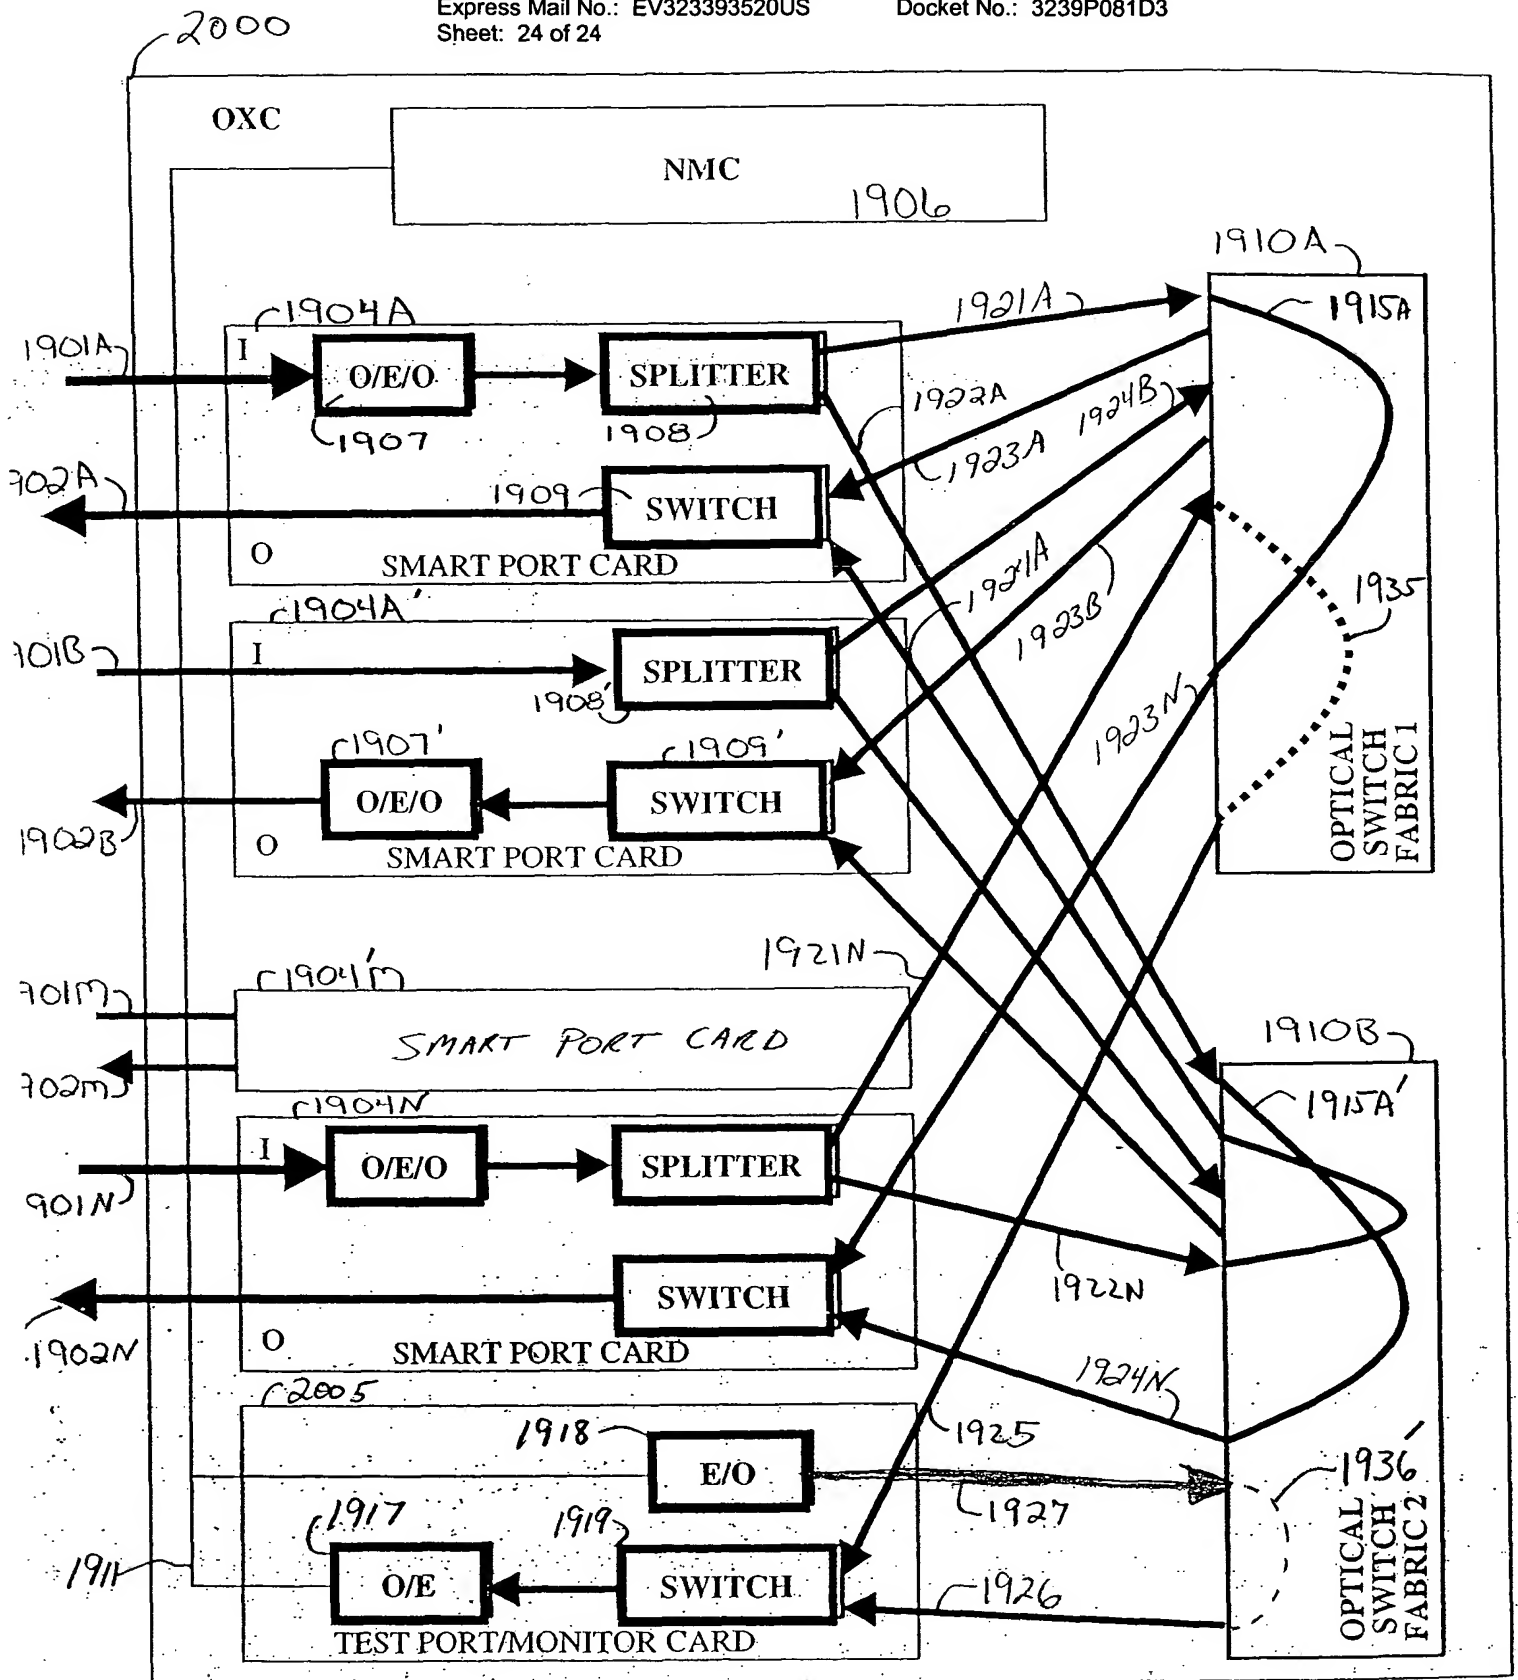 Express Mail No.: EV323393520US Docket No.: 3239P081D3
Sheet: 24 of 24
2000
OXC
NMC
1906
1910A
1904A
1921A
1915A
1901A
I
O/E/O
SPLITTER
1907
1908
1922A
1924B
1923A
902A
1909
SWITCH
O
SMART PORT CARD
1921A
1923B
1935
1904A'
901B
I
SPLITTER
1908'
1923N
1907'
1909'
O/E/O
SWITCH
1902B
O
SMART PORT CARD
OPTICAL
SWITCH
FABRIC 1
1921N
1904'M
901M
SMART PORT CARD
902M
1910B
1915A'
1904N
I
O/E/O
SPLITTER
901N
1922N
SWITCH
1902N
O
SMART PORT CARD
1924N
2005
1918
E/O
1925
1927
1936'
1917
1919
1911
O/E
SWITCH
1926
TEST PORT/MONITOR CARD
OPTICAL
SWITCH
FABRIC 2